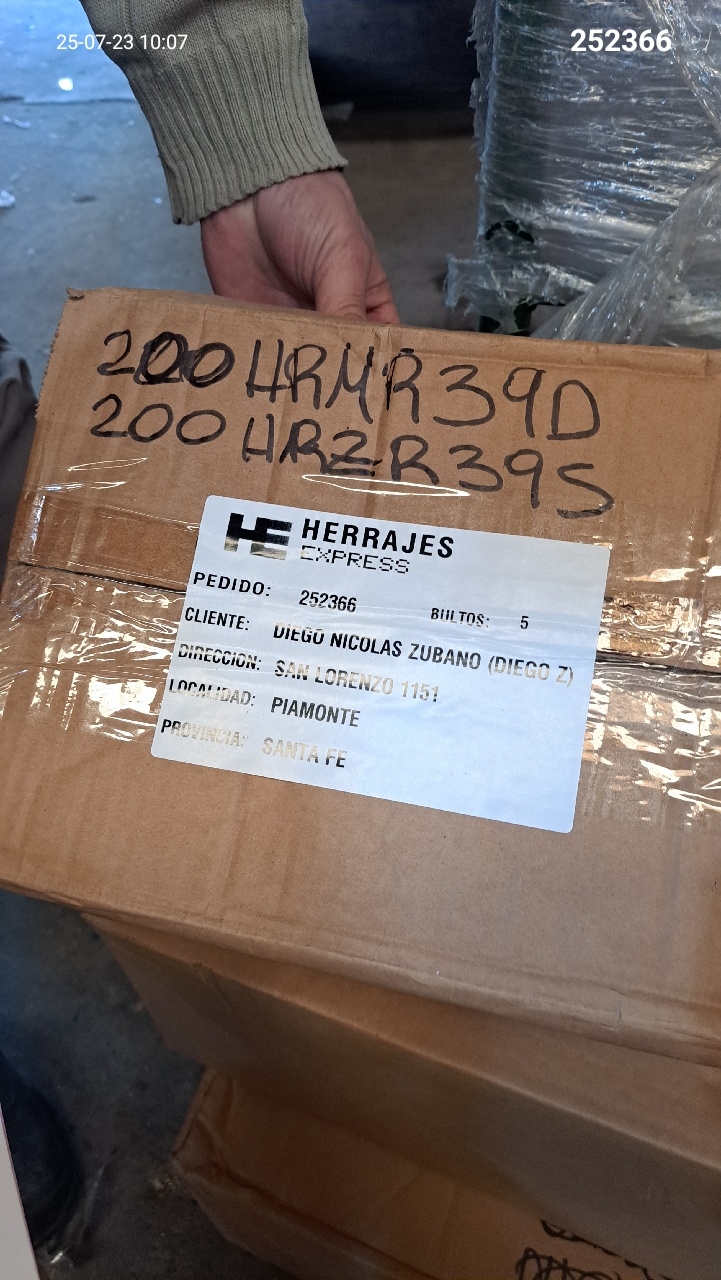 25-07-23 10:07
252366
200 HRMR39D
200 HRZR39S
HE HERRAJES
EXPRESS
PEDIDO: 252366 BULTOS: 5
CLIENTE: DIEGO NICOLAS ZUBANO (DIEGO Z)
DIRECCION: SAN LORENZO 1151
LOCALIDAD: PIAMONTE
PROVINCIA: SANTA FE